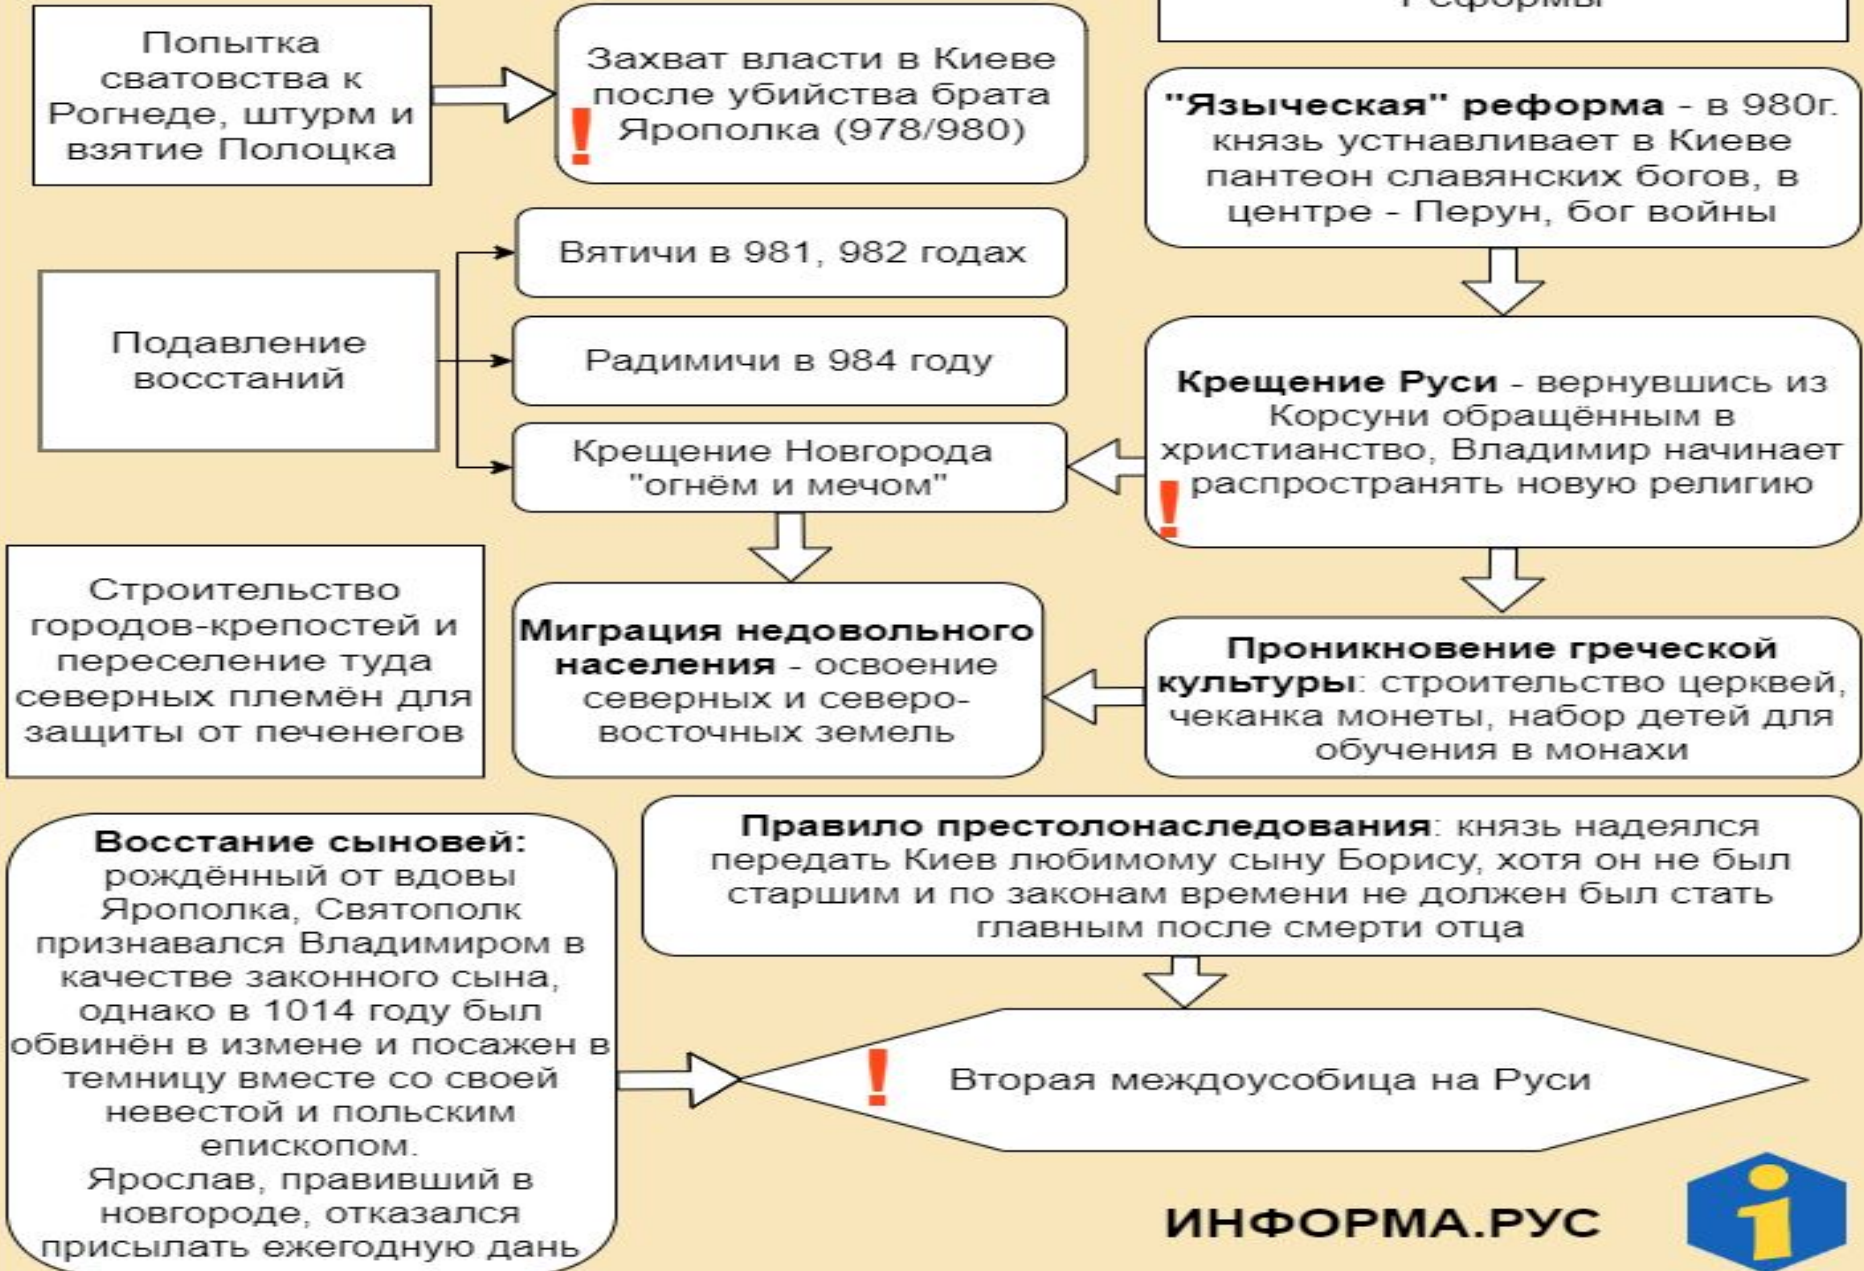 Попытка
сватовства к
Рогнеде, штурм и
взятие Полоцка
Захват власти в Киеве
после убийства брата
Ярополка (978/980)
!
Реформы
"Языческая" реформа - в 980г.
князь устнавливает в Киеве
пантеон славянских богов, в
центре - Перун, бог войны
Подавление
восстаний
Вятичи в 981, 982 годах
Радимичи в 984 году
Крещение Новгорода
"огнём и мечом"
Крещение Руси - вернувшись из
Корсуни обращённым в
христианство, Владимир начинает
распространять новую религию
!
Строительство
городов-крепостей и
переселение туда
северных племён для
защиты от печенегов
Миграция недовольного
населения - освоение
северных и северо-
восточных земель
Проникновение греческой
культуры: строительство церквей,
чеканка монеты, набор детей для
обучения в монахи
Восстание сыновей:
рождённый от вдовы
Ярополка, Святополк
признавался Владимиром в
качестве законного сына,
однако в 1014 году был
обвинён в измене и посажен в
темницу вместе со своей
невестой и польским
епископом.
Ярослав, правивший в
новгороде, отказался
присылать ежегодную дань
Правило престолонаследования: князь надеялся
передать Киев любимому сыну Борису, хотя он не был
старшим и по законам времени не должен был стать
главным после смерти отца
! Вторая междоусобица на Руси
ИНФОРМА.РУС
i